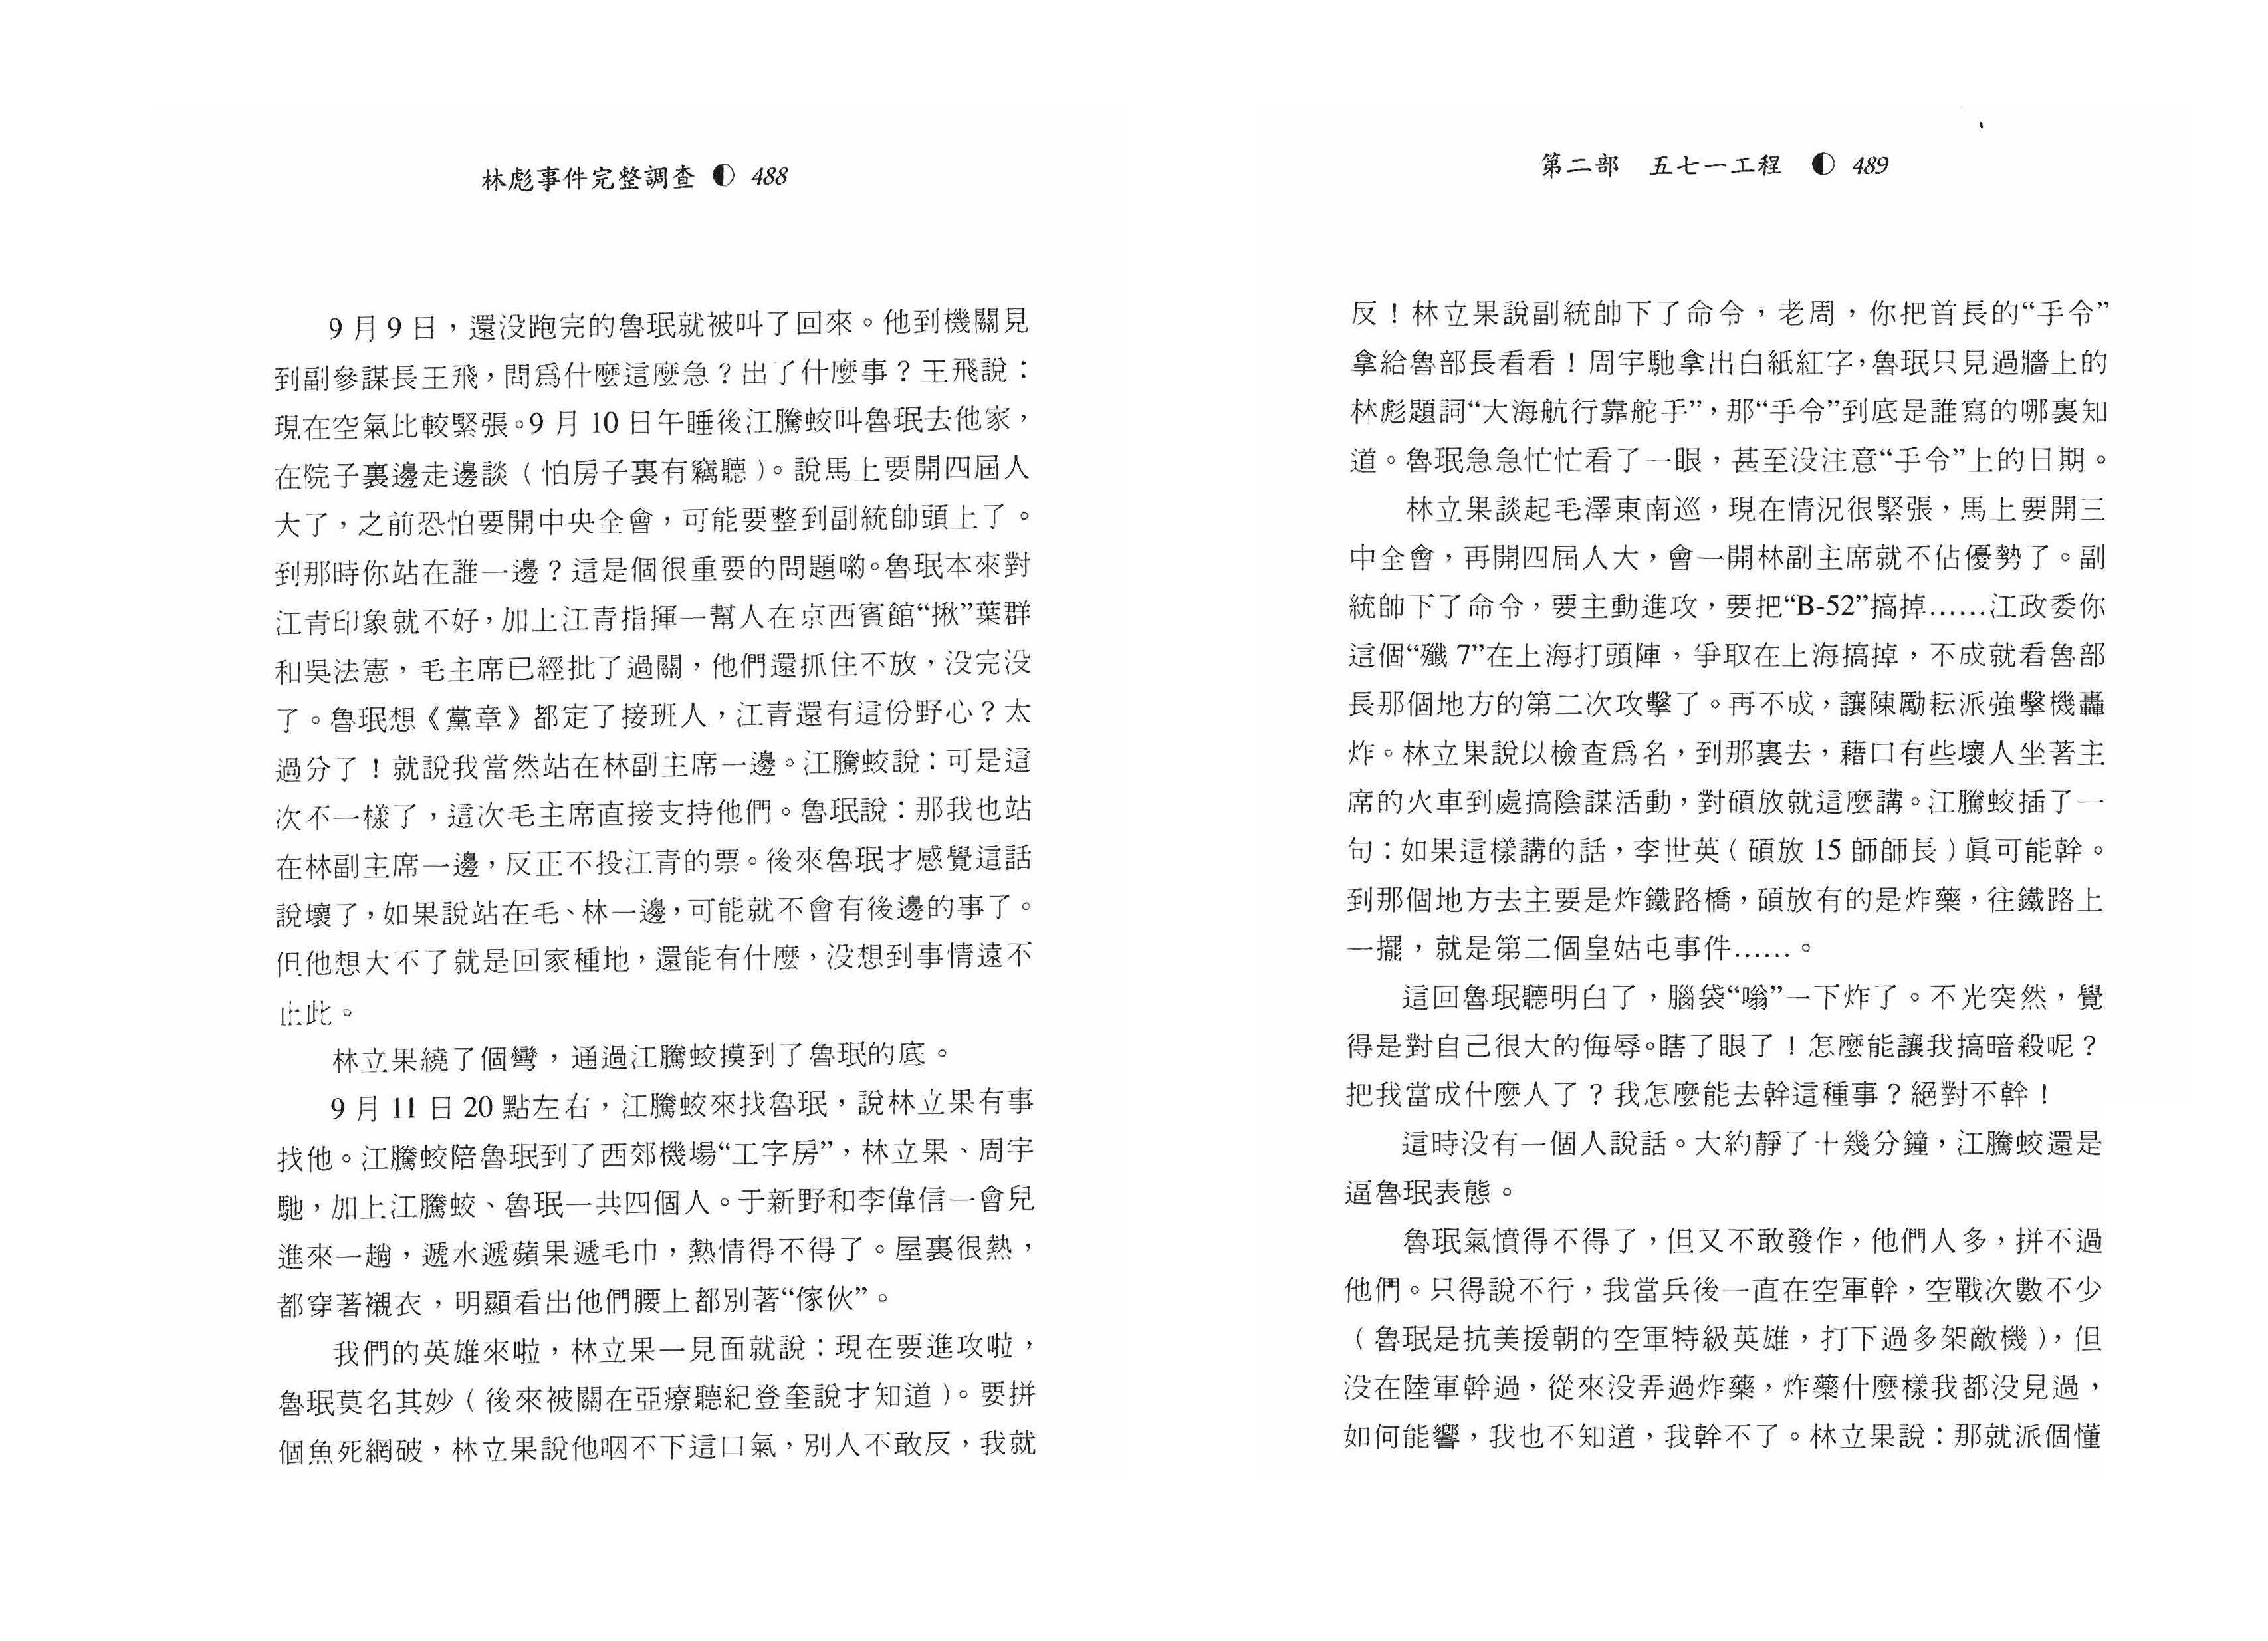 林彪事件完整調查 ◐ 488
9月9日，還没跑完的魯珉就被叫了回來。他到機關見
到副參謀長王飛，問爲什麼這麼急？出了什麼事？王飛說：
現在空氣比較緊張。9月10日午睡後江騰蛟叫魯珉去他家，
在院子裏邊走邊談（怕房子裏有竊聽）。說馬上要開四屆人
大了，之前恐怕要開中央全會，可能要整到副統帥頭上了。
到那時你站在誰一邊？這是個很重要的問題喲。魯珉本來對
江青印象就不好，加上江青指揮一幫人在京西賓館“揪”葉群
和吳法憲，毛主席已經批了過關，他們還抓住不放，没完没
了。魯珉想《黨章》都定了接班人，江青還有這份野心？太
過分了！就說我當然站在林副主席一邊。江騰蛟說：可是這
次不一樣了，這次毛主席直接支持他們。魯珉說：那我也站
在林副主席一邊，反正不投江青的票。後來魯珉才感覺這話
說壞了，如果說站在毛、林一邊，可能就不會有後邊的事了。
但他想大不了就是回家種地，還能有什麼，没想到事情遠不
止此。
林立果繞了個彎，通過江騰蛟摸到了魯珉的底。
9月11日20點左右，江騰蛟來找魯珉，說林立果有事
找他。江騰蛟陪魯珉到了西郊機場“工字房”，林立果、周宇
馳，加上江騰蛟、魯珉一共四個人。于新野和李偉信一會兒
進來一趟，遞水遞蘋果遞毛巾，熱情得不得了。屋裏很熱，
都穿著襯衣，明顯看出他們腰上都別著“傢伙”。
我們的英雄來啦，林立果一見面就說：現在要進攻啦，
魯珉莫名其妙（後來被關在亞療聽紀登奎說才知道）。要拼
個魚死網破，林立果說他咽不下這口氣，別人不敢反，我就
第二部　五七一工程 ◐ 489
反！林立果說副統帥下了命令，老周，你把首長的“手令”
拿給魯部長看看！周宇馳拿出白紙紅字，魯珉只見過牆上的
林彪題詞“大海航行靠舵手”，那“手令”到底是誰寫的哪裏知
道。魯珉急急忙忙看了一眼，甚至没注意“手令”上的日期。
林立果談起毛澤東南巡，現在情況很緊張，馬上要開三
中全會，再開四屆人大，會一開林副主席就不佔優勢了。副
統帥下了命令，要主動進攻，要把“B-52”搞掉……江政委你
這個“殲7”在上海打頭陣，爭取在上海搞掉，不成就看魯部
長那個地方的第二次攻擊了。再不成，讓陳勵耘派強擊機轟
炸。林立果說以檢查爲名，到那裏去，藉口有些壞人坐著主
席的火車到處搞陰謀活動，對碩放就這麼講。江騰蛟插了一
句：如果這樣講的話，李世英（碩放15師師長）眞可能幹。
到那個地方去主要是炸鐵路橋，碩放有的是炸藥，往鐵路上
一擺，就是第二個皇姑屯事件……。
這回魯珉聽明白了，腦袋“嗡”一下炸了。不光突然，覺
得是對自己很大的侮辱。瞎了眼了！怎麼能讓我搞暗殺呢？
把我當成什麼人了？我怎麼能去幹這種事？絕對不幹！
這時没有一個人說話。大約靜了十幾分鐘，江騰蛟還是
逼魯珉表態。
魯珉氣憤得不得了，但又不敢發作，他們人多，拼不過
他們。只得說不行，我當兵後一直在空軍幹，空戰次數不少
（魯珉是抗美援朝的空軍特級英雄，打下過多架敵機），但
没在陸軍幹過，從來没弄過炸藥，炸藥什麼樣我都没見過，
如何能響，我也不知道，我幹不了。林立果說：那就派個懂